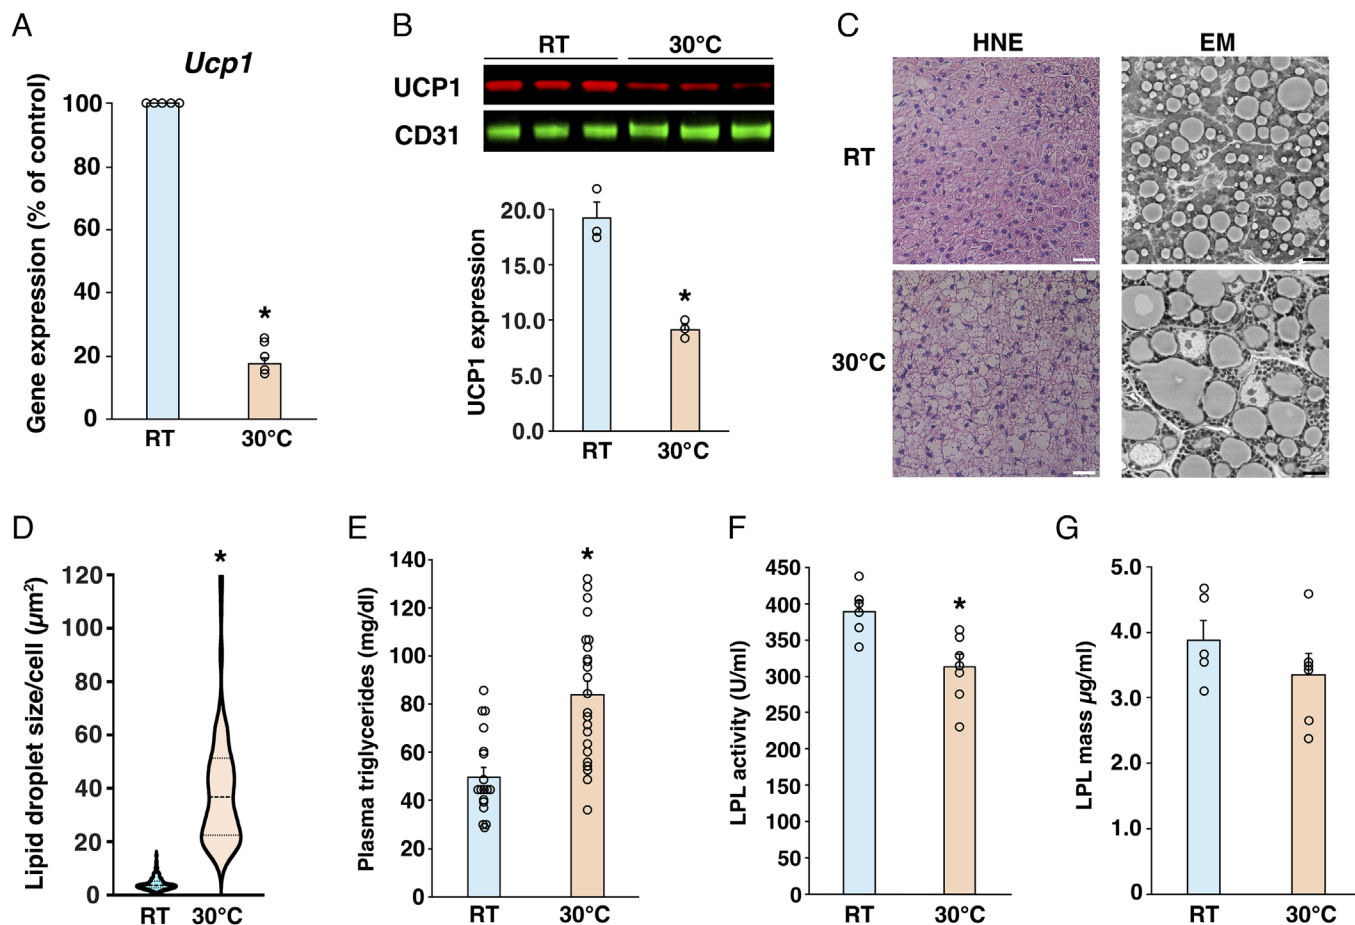 A
Ucp1
Gene expression (% of control)
100
80
60
40
20
0
*
RT
30°C
B
RT
30°C
UCP1
CD31
UCP1 expression
20.0
15.0
10.0
5.0
0.0
*
RT
30°C
C
HNE
EM
RT
30°C
D
Lipid droplet size/cell (µm²)
120
100
80
60
40
20
0
*
RT
30°C
E
Plasma triglycerides (mg/dl)
140
120
100
80
60
40
20
0
*
RT
30°C
F
LPL activity (U/ml)
450
400
350
300
250
200
150
100
50
0
*
RT
30°C
G
LPL mass µg/ml)
5.0
4.0
3.0
2.0
1.0
0
RT
30°C